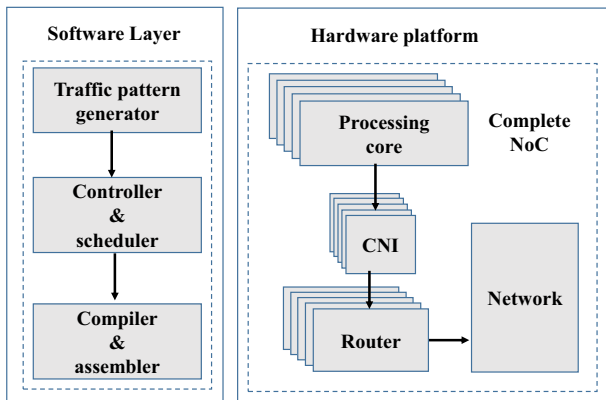 Software Layer
Traffic pattern
generator
Controller
&
scheduler
Compiler
&
assembler
Hardware platform
Processing
core
Complete
NoC
CNI
Router
Network